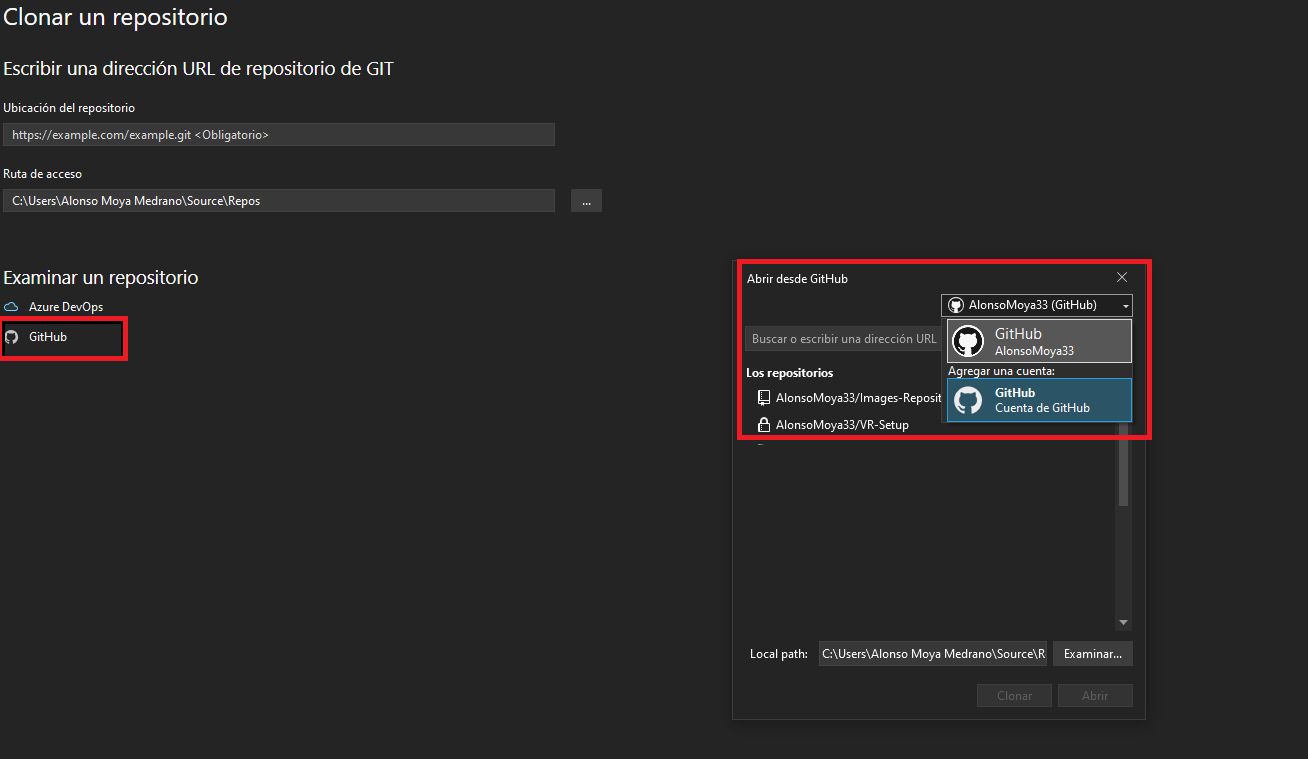 Clonar un repositorio
Escribir una dirección URL de repositorio de GIT
Ubicación del repositorio
https://example.com/example.git <Obligatorio>
Ruta de acceso
C:\Users\Alonso Moya Medrano\Source\Repos
...
Examinar un repositorio
Azure DevOps
GitHub
Abrir desde GitHub
AlonsoMoya33 (GitHub)
Buscar o escribir una dirección URL
GitHub
AlonsoMoya33
Agregar una cuenta:
GitHub
Cuenta de GitHub
Los repositorios
AlonsoMoya33/Images-Reposit
AlonsoMoya33/VR-Setup
Local path:
C:\Users\Alonso Moya Medrano\Source\R
Examinar...
Clonar
Abrir